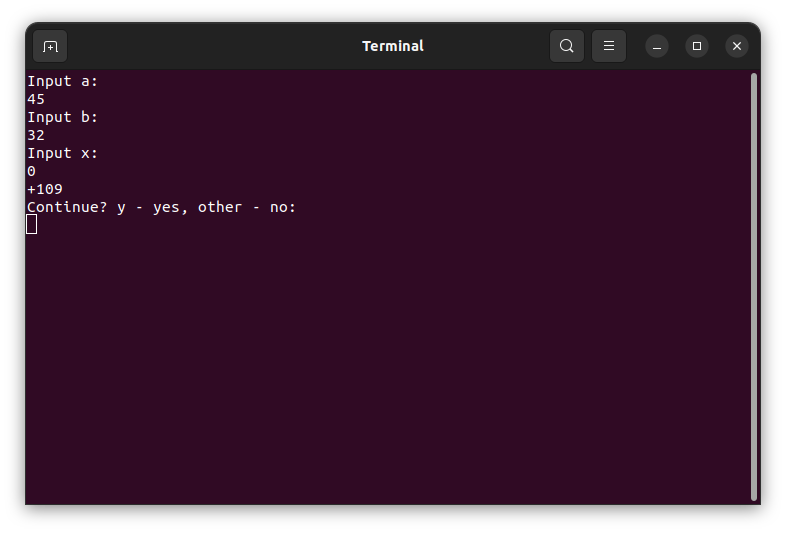 Terminal
Input a:
45
Input b:
32
Input x:
0
+109
Continue? y - yes, other - no: